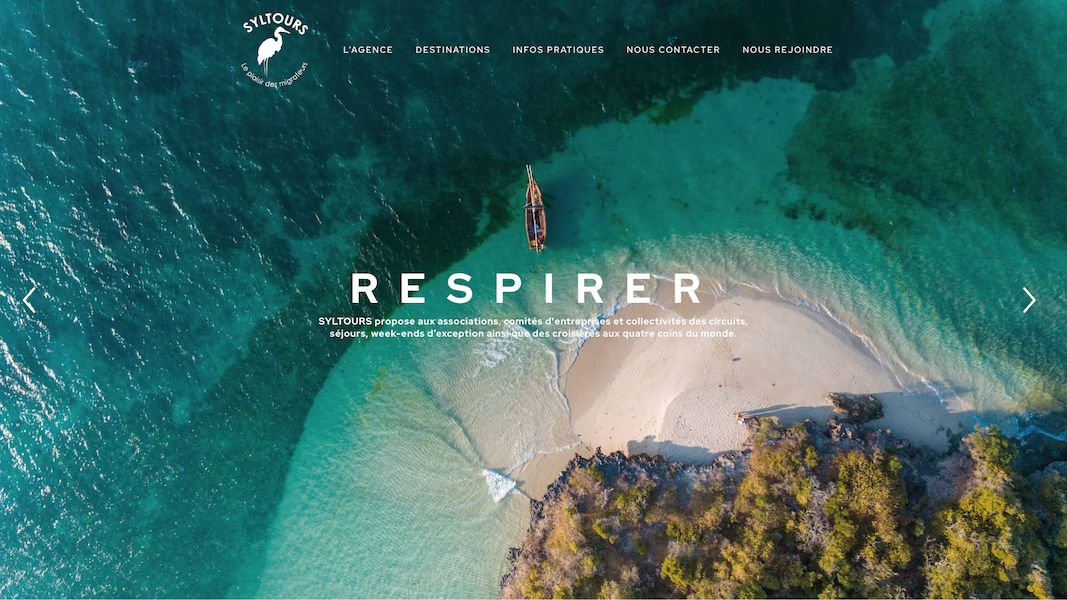 SYLTOURS
Le plaisir des migrateurs
L'AGENCE
DESTINATIONS
INFOS PRATIQUES
NOUS CONTACTER
NOUS REJOINDRE
RESPIRER
SYLTOURS propose aux associations, comités d'entreprises et collectivités des circuits,
séjours, week-ends d'exception ainsi que des croisières aux quatre coins du monde.